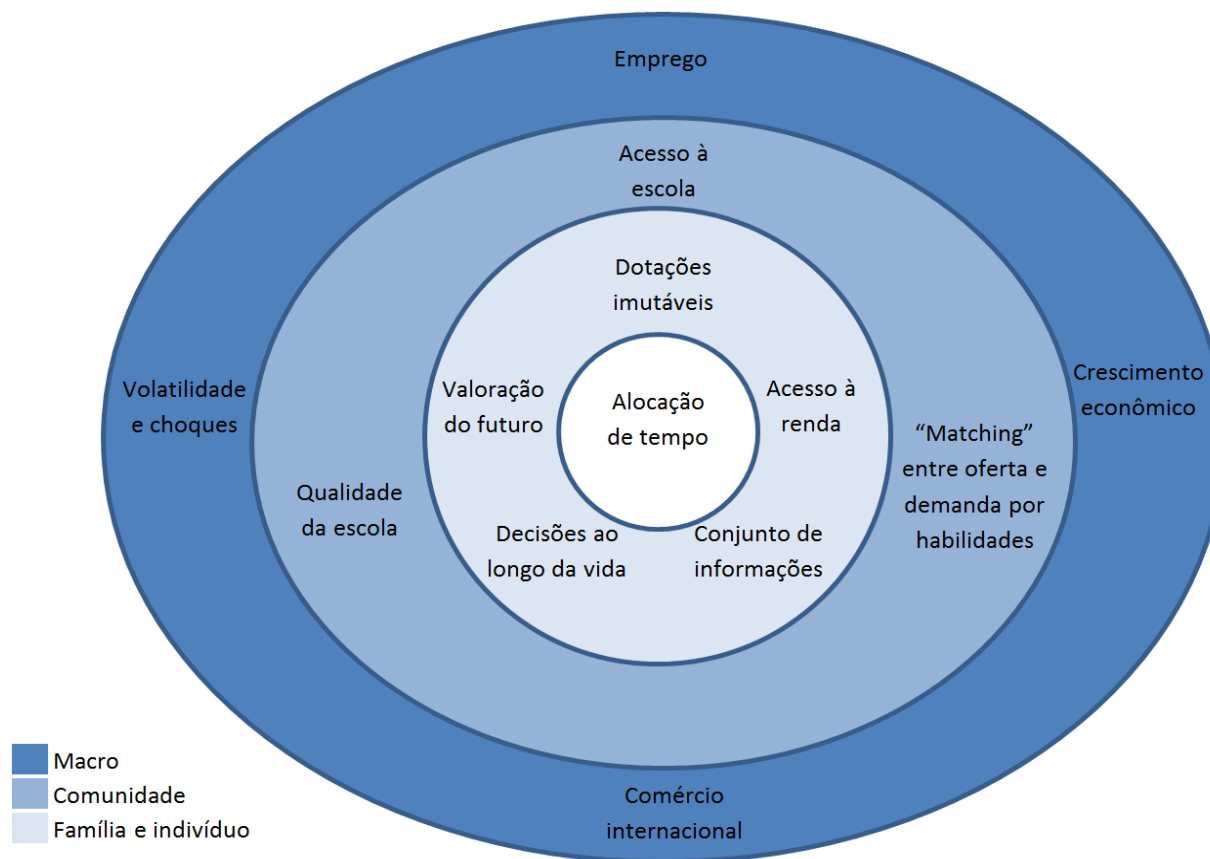 Emprego
Acesso à
escola
Dotações
imutáveis
Volatilidade
e choques
Valoração
do futuro
Alocação
de tempo
Acesso à
renda
Crescimento
econômico
“Matching”
entre oferta e
demanda por
habilidades
Qualidade
da escola
Decisões ao
longo da vida
Conjunto de
informações
Macro
Comunidade
Família e indivíduo
Comércio
internacional